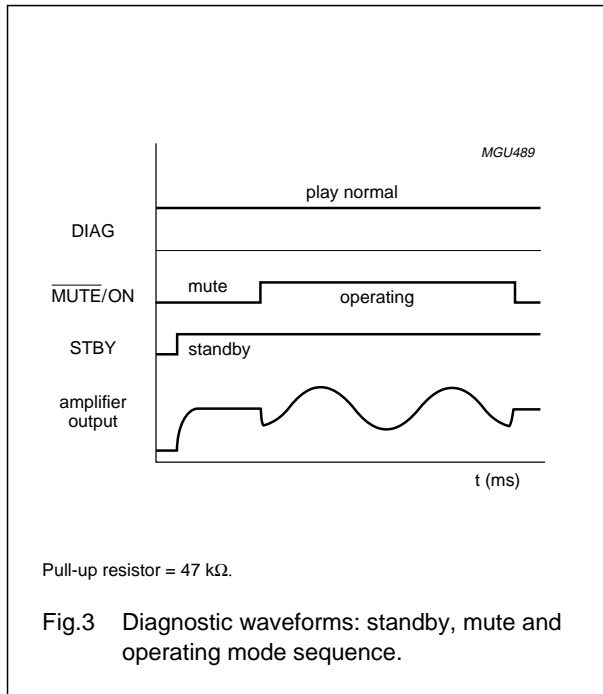 MGU489
play normal
DIAG
mute
MUTE/ON
operating
STBY
standby
amplifier
output
t (ms)
Pull-up resistor = 47 kΩ.
Fig.3 Diagnostic waveforms: standby, mute and
operating mode sequence.